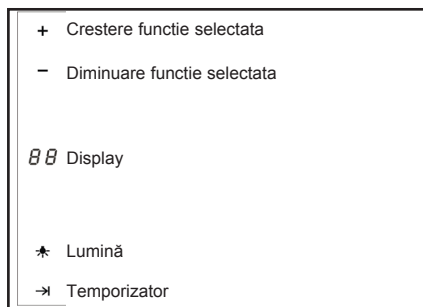 + Crestere functie selectata
− Diminuare functie selectata
88 Display
Lumină
Temporizator